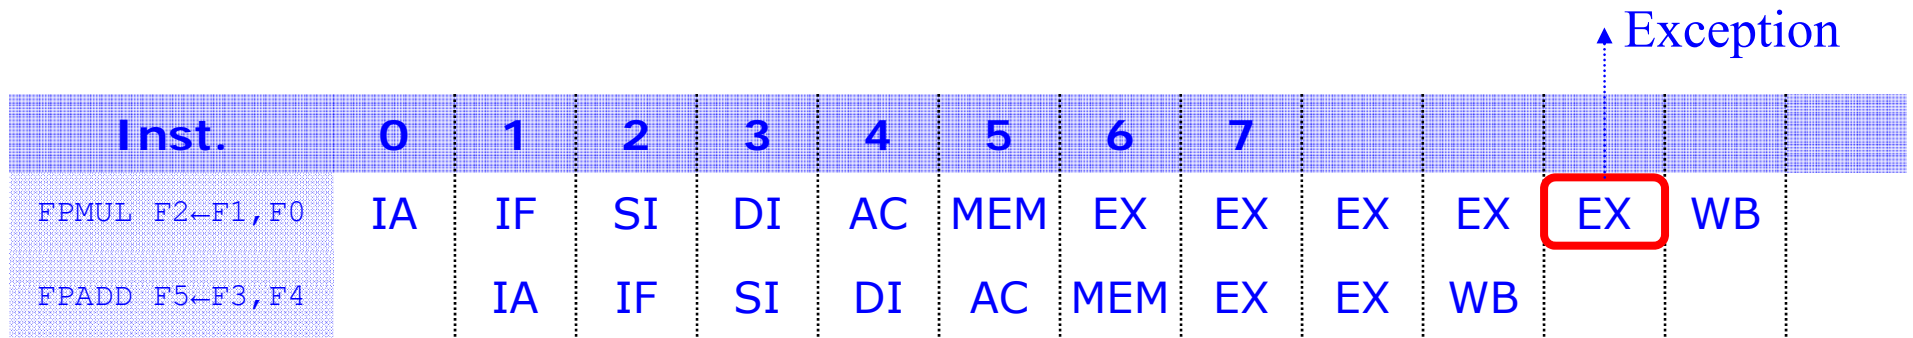 Exception
Inst. 0 1 2 3 4 5 6 7
FPMUL F2←F1,F0 IA IF SI DI AC MEM EX EX EX EX EX WB
FPADD F5←F3,F4 IA IF SI DI AC MEM EX EX WB